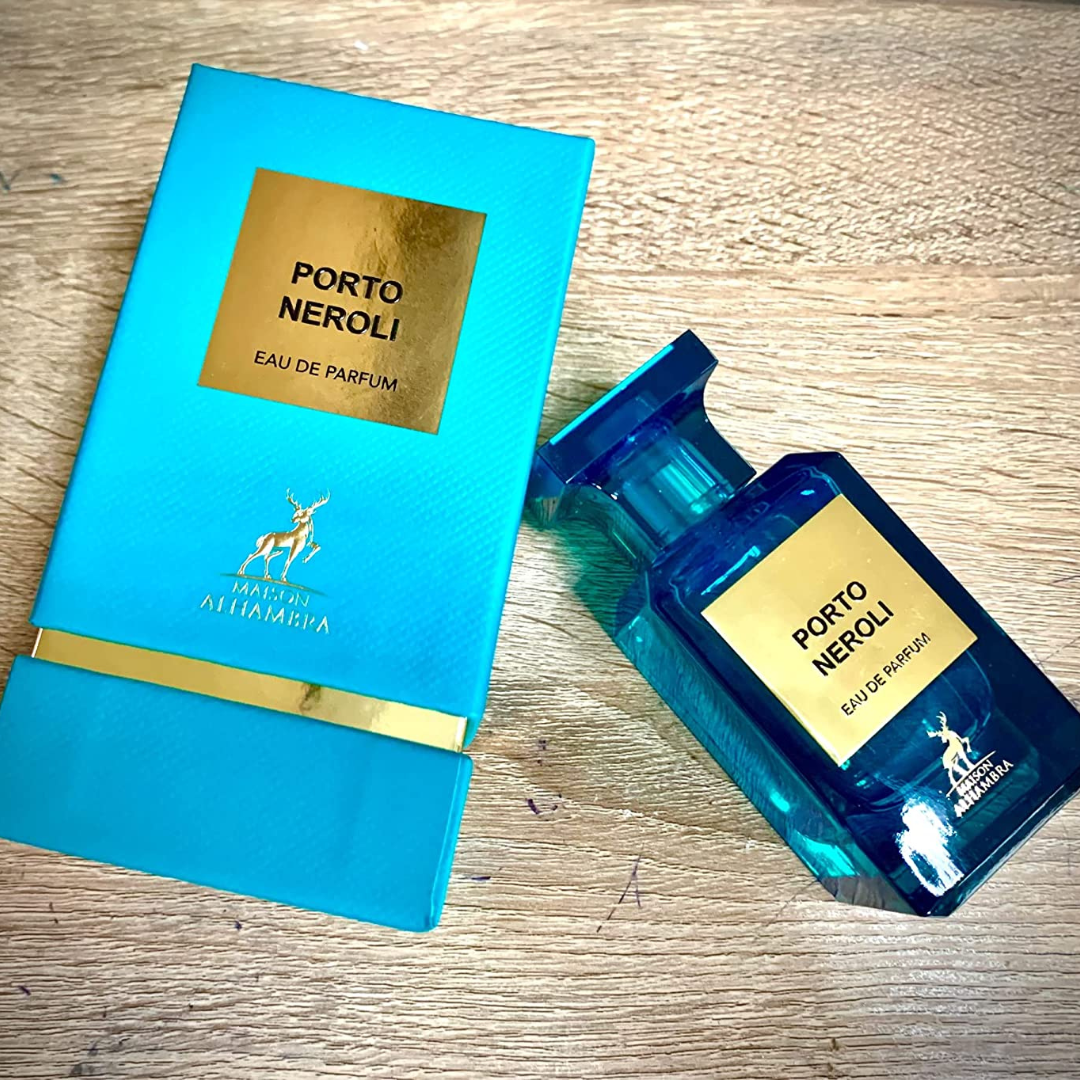 PORTO
NEROLI
EAU DE PARFUM
MAISON
ALHAMBRA
PORTO
NEROLI
EAU DE PARFUM
MAISON
ALHAMBRA